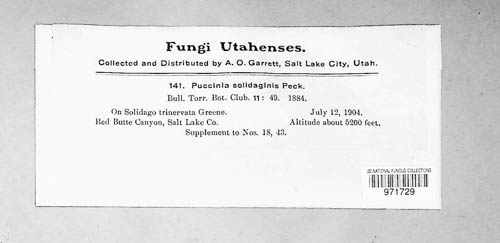 Fungi Utahenses.
Collected and Distributed by A. O. Garrett, Salt Lake City, Utah.
141. Puccinia solidaginis Peck.
Bull. Torr. Bot. Club. 11: 49. 1884.
On Solidago trinervata Greene. July 12, 1904.
Red Butte Canyon, Salt Lake Co. Altitude about 5200 feet.
Supplement to Nos. 18, 43.
US NATIONAL FUNGUS COLLECTIONS
971729